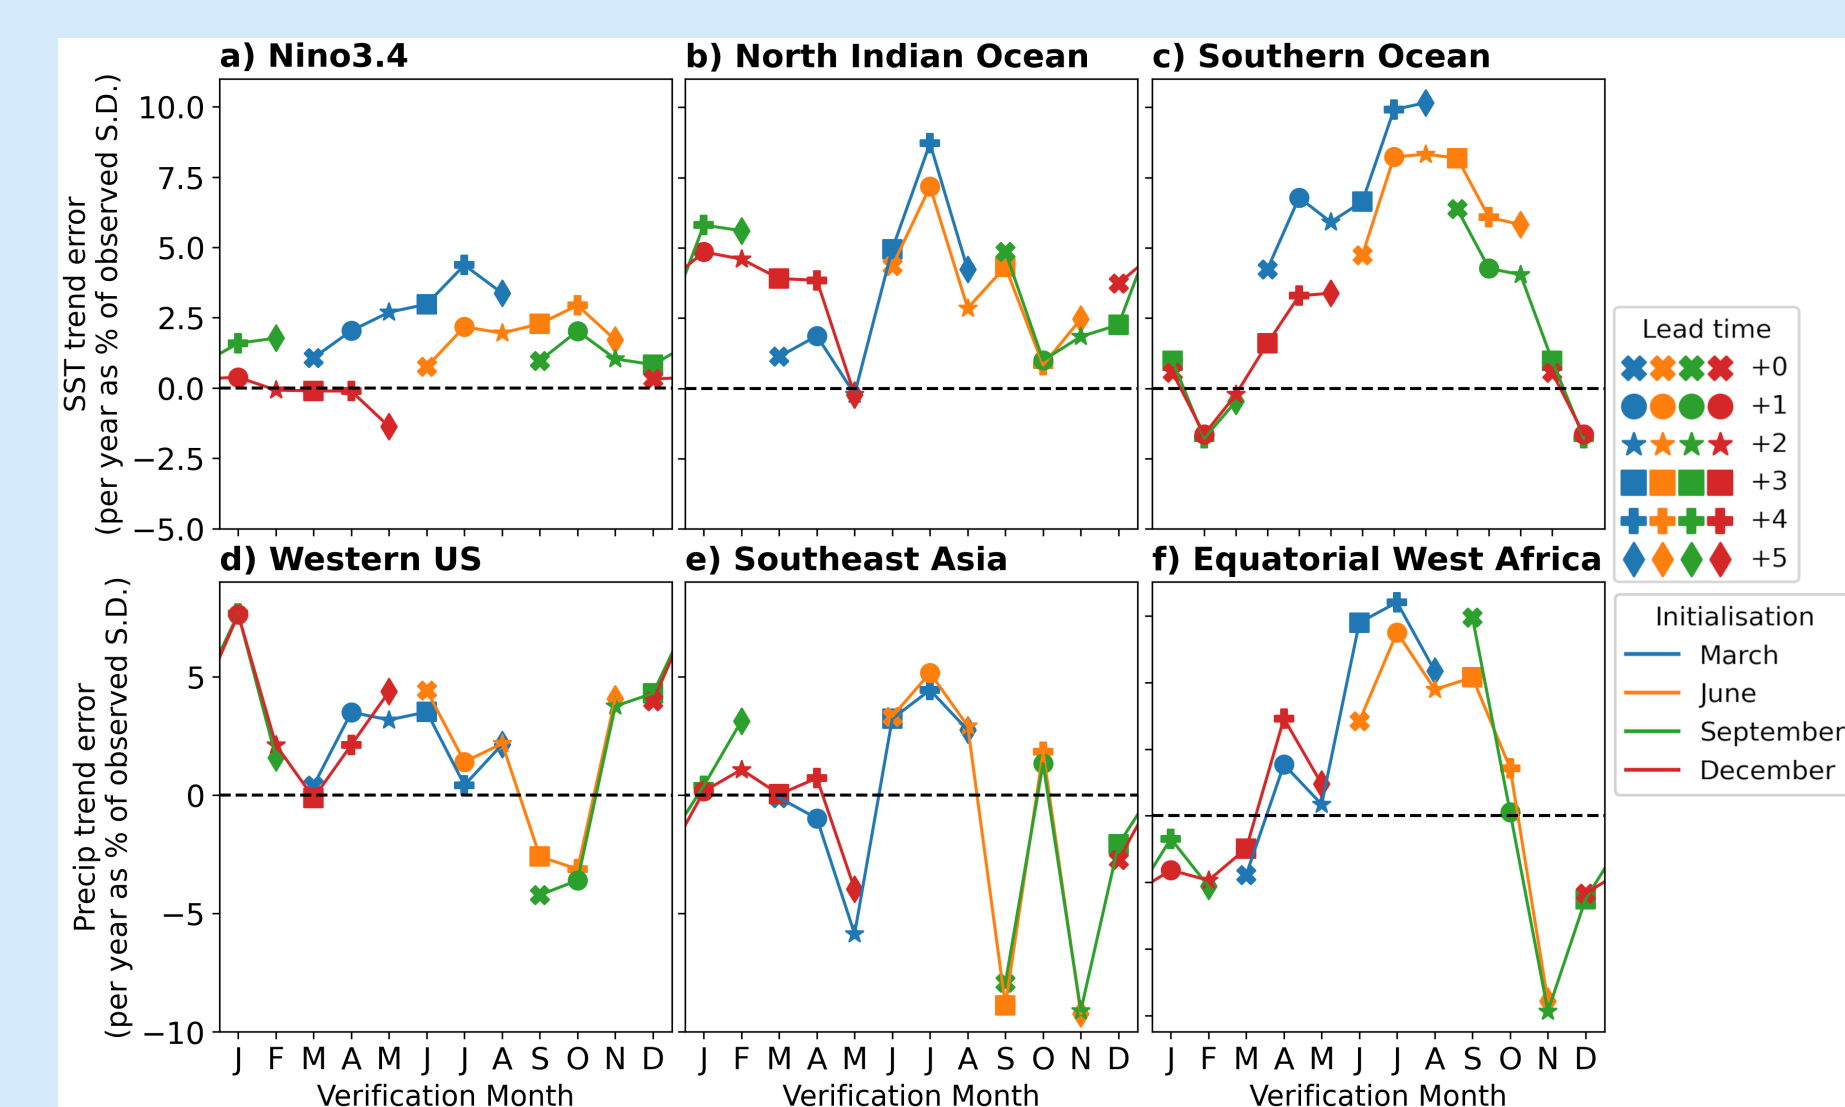 a) Nino3.4
b) North Indian Ocean
c) Southern Ocean
SST trend error
(per year as % of observed S.D.)
10.0
7.5
5.0
2.5
0.0
−2.5
−5.0
Lead time
+0
+1
+2
+3
+4
+5
d) Western US
e) Southeast Asia
f) Equatorial West Africa
Precip trend error
(per year as % of observed S.D.)
5
0
−5
−10
Initialisation
March
June
September
December
J F M A M J J A S O N D
J F M A M J J A S O N D
J F M A M J J A S O N D
Verification Month
Verification Month
Verification Month